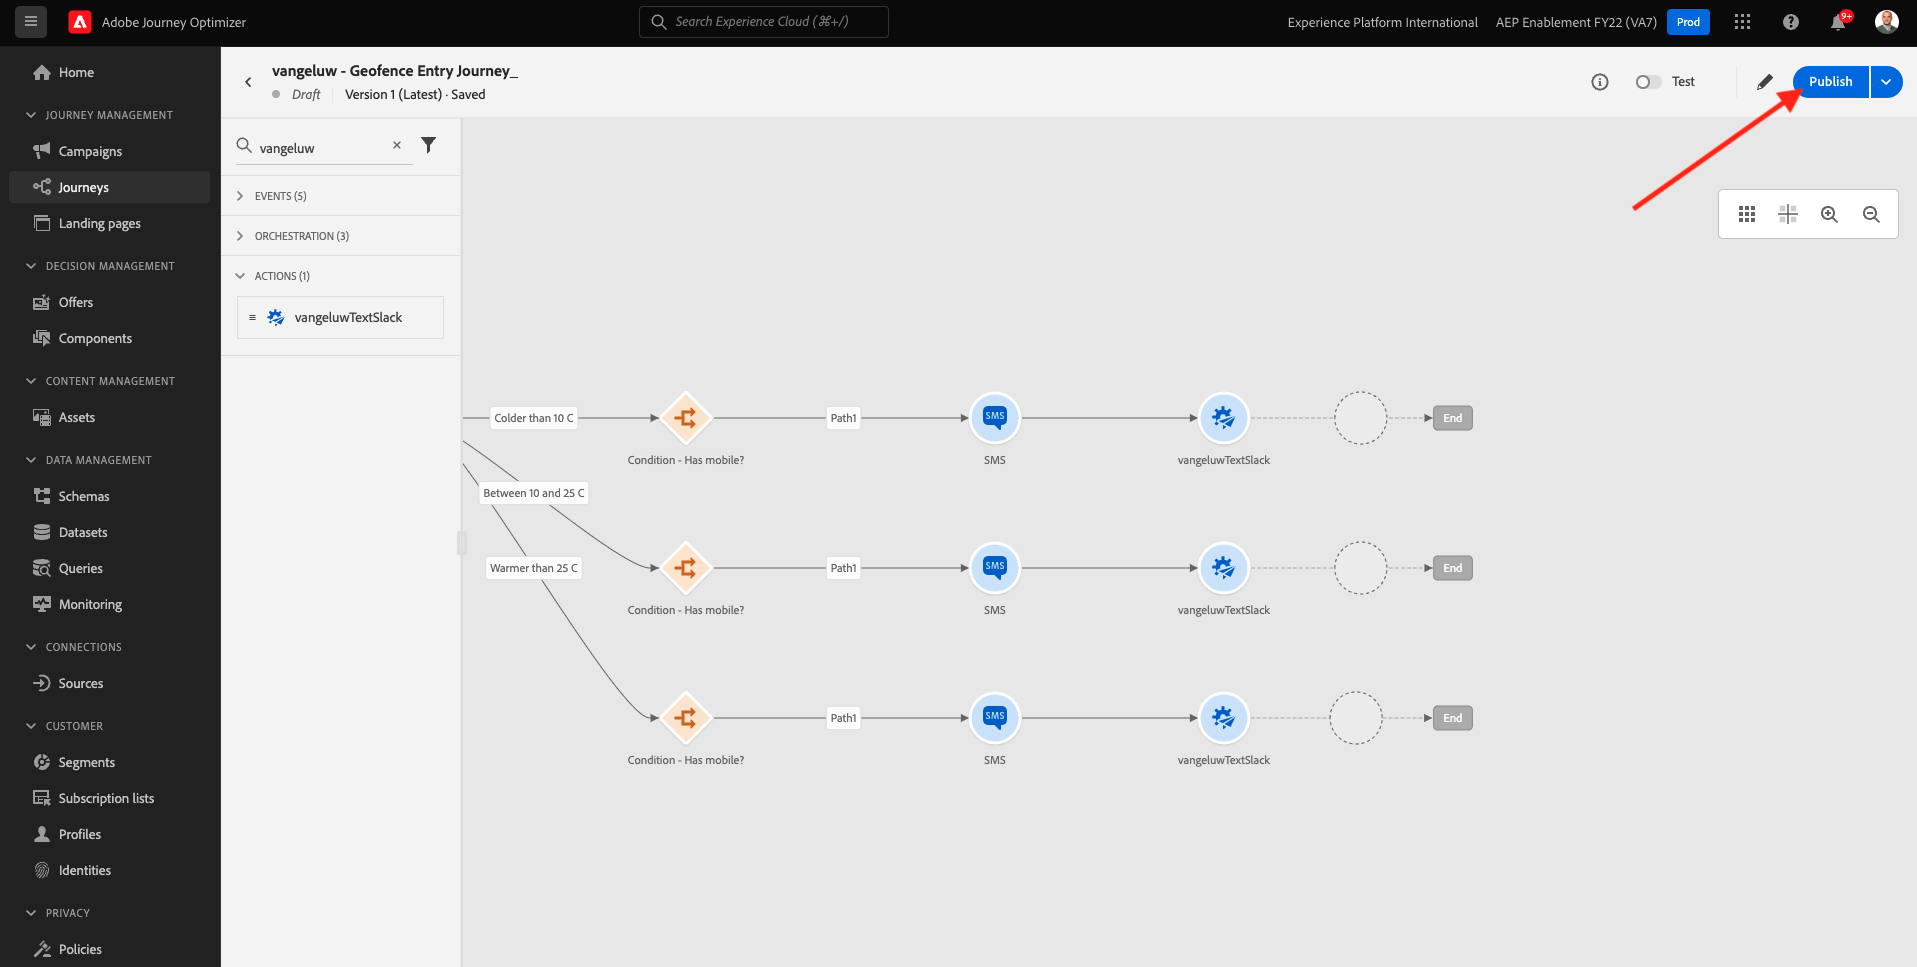 Adobe Journey Optimizer
Search Experience Cloud (⌘+/)
Experience Platform International
AEP Enablement FY22 (VA7)
Prod
9+
Home
JOURNEY MANAGEMENT
Campaigns
Journeys
Landing pages
DECISION MANAGEMENT
Offers
Components
CONTENT MANAGEMENT
Assets
DATA MANAGEMENT
Schemas
Datasets
Queries
Monitoring
CONNECTIONS
Sources
CUSTOMER
Segments
Subscription lists
Profiles
Identities
PRIVACY
Policies
vangeluw - Geofence Entry Journey_
Draft
Version 1 (Latest) · Saved
Test
Publish
vangeluw
EVENTS (5)
ORCHESTRATION (3)
ACTIONS (1)
vangeluwTextSlack
Colder than 10 C
Path1
SMS
End
Condition - Has mobile?
SMS
vangeluwTextSlack
Between 10 and 25 C
Warmer than 25 C
Path1
SMS
End
Condition - Has mobile?
SMS
vangeluwTextSlack
Path1
SMS
End
Condition - Has mobile?
SMS
vangeluwTextSlack